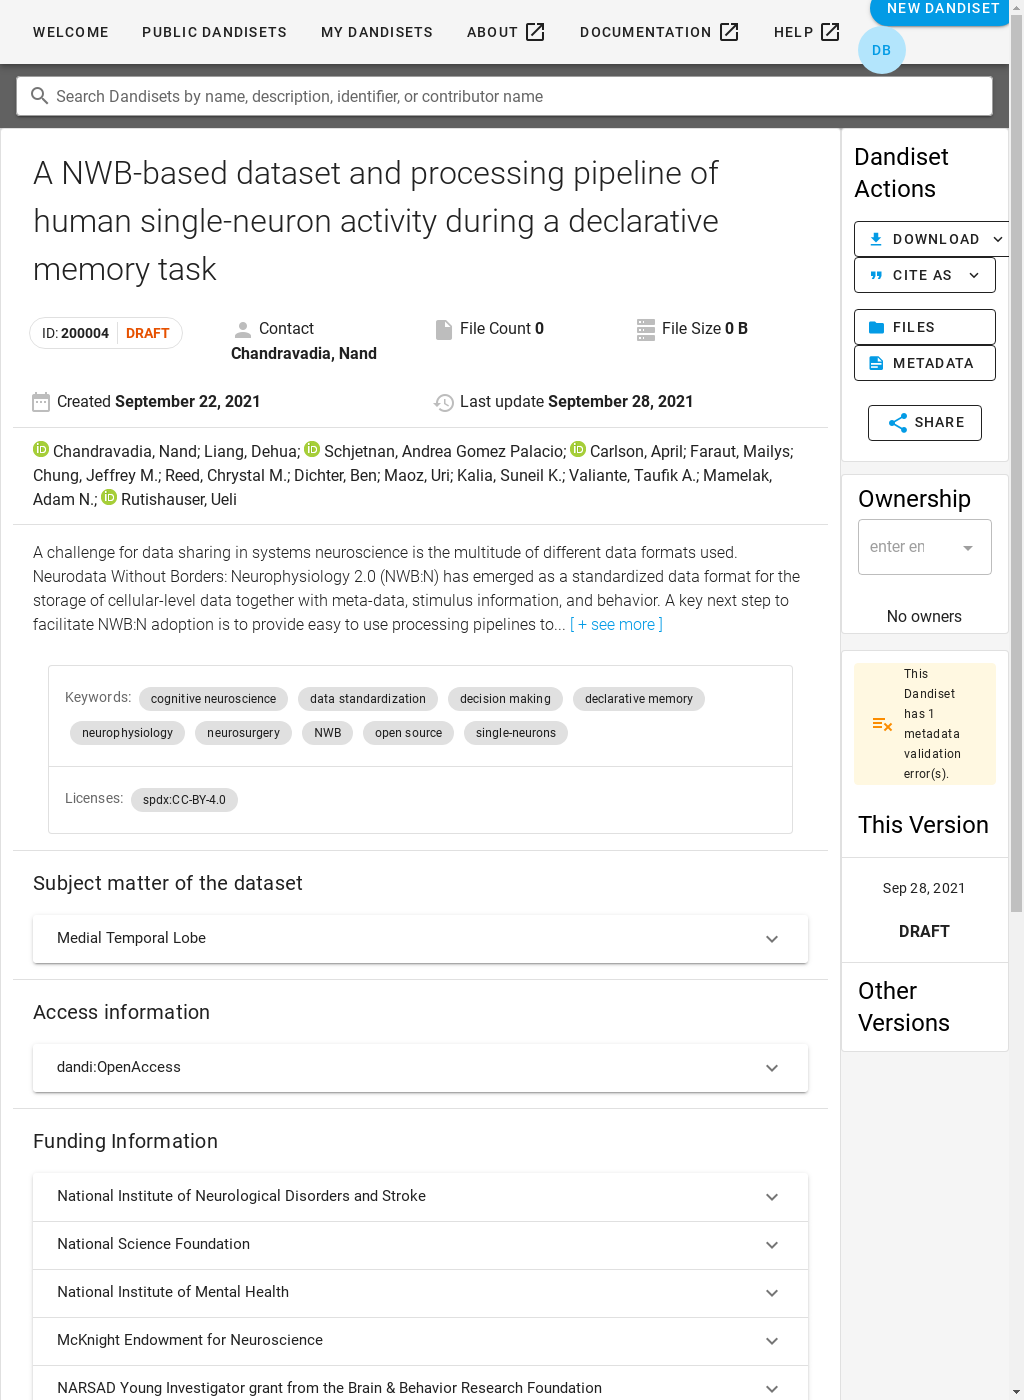 WELCOME PUBLIC DANDISETS MY DANDISETS ABOUT DOCUMENTATION HELP NEW DANDISET
DB
Search Dandisets by name, description, identifier, or contributor name
A NWB-based dataset and processing pipeline of
human single-neuron activity during a declarative
memory task
ID: 200004 DRAFT
Contact
Chandravadia, Nand
File Count 0
File Size 0 B
Created September 22, 2021
Last update September 28, 2021
iD Chandravadia, Nand; Liang, Dehua; iD Schjetnan, Andrea Gomez Palacio; iD Carlson, April; Faraut, Mailys;
Chung, Jeffrey M.; Reed, Chrystal M.; Dichter, Ben; Maoz, Uri; Kalia, Suneil K.; Valiante, Taufik A.; Mamelak,
Adam N.; iD Rutishauser, Ueli
A challenge for data sharing in systems neuroscience is the multitude of different data formats used.
Neurodata Without Borders: Neurophysiology 2.0 (NWB:N) has emerged as a standardized data format for the
storage of cellular-level data together with meta-data, stimulus information, and behavior. A key next step to
facilitate NWB:N adoption is to provide easy to use processing pipelines to... [ + see more ]
Keywords: cognitive neuroscience data standardization decision making declarative memory
neurophysiology neurosurgery NWB open source single-neurons
Licenses: spdx:CC-BY-4.0
Subject matter of the dataset
Medial Temporal Lobe
Access information
dandi:OpenAccess
Funding Information
National Institute of Neurological Disorders and Stroke
National Science Foundation
National Institute of Mental Health
McKnight Endowment for Neuroscience
NARSAD Young Investigator grant from the Brain & Behavior Research Foundation
Dandiset
Actions
DOWNLOAD
CITE AS
FILES
METADATA
SHARE
Ownership
enter en
No owners
This
Dandiset
has 1
metadata
validation
error(s).
This Version
Sep 28, 2021
DRAFT
Other
Versions